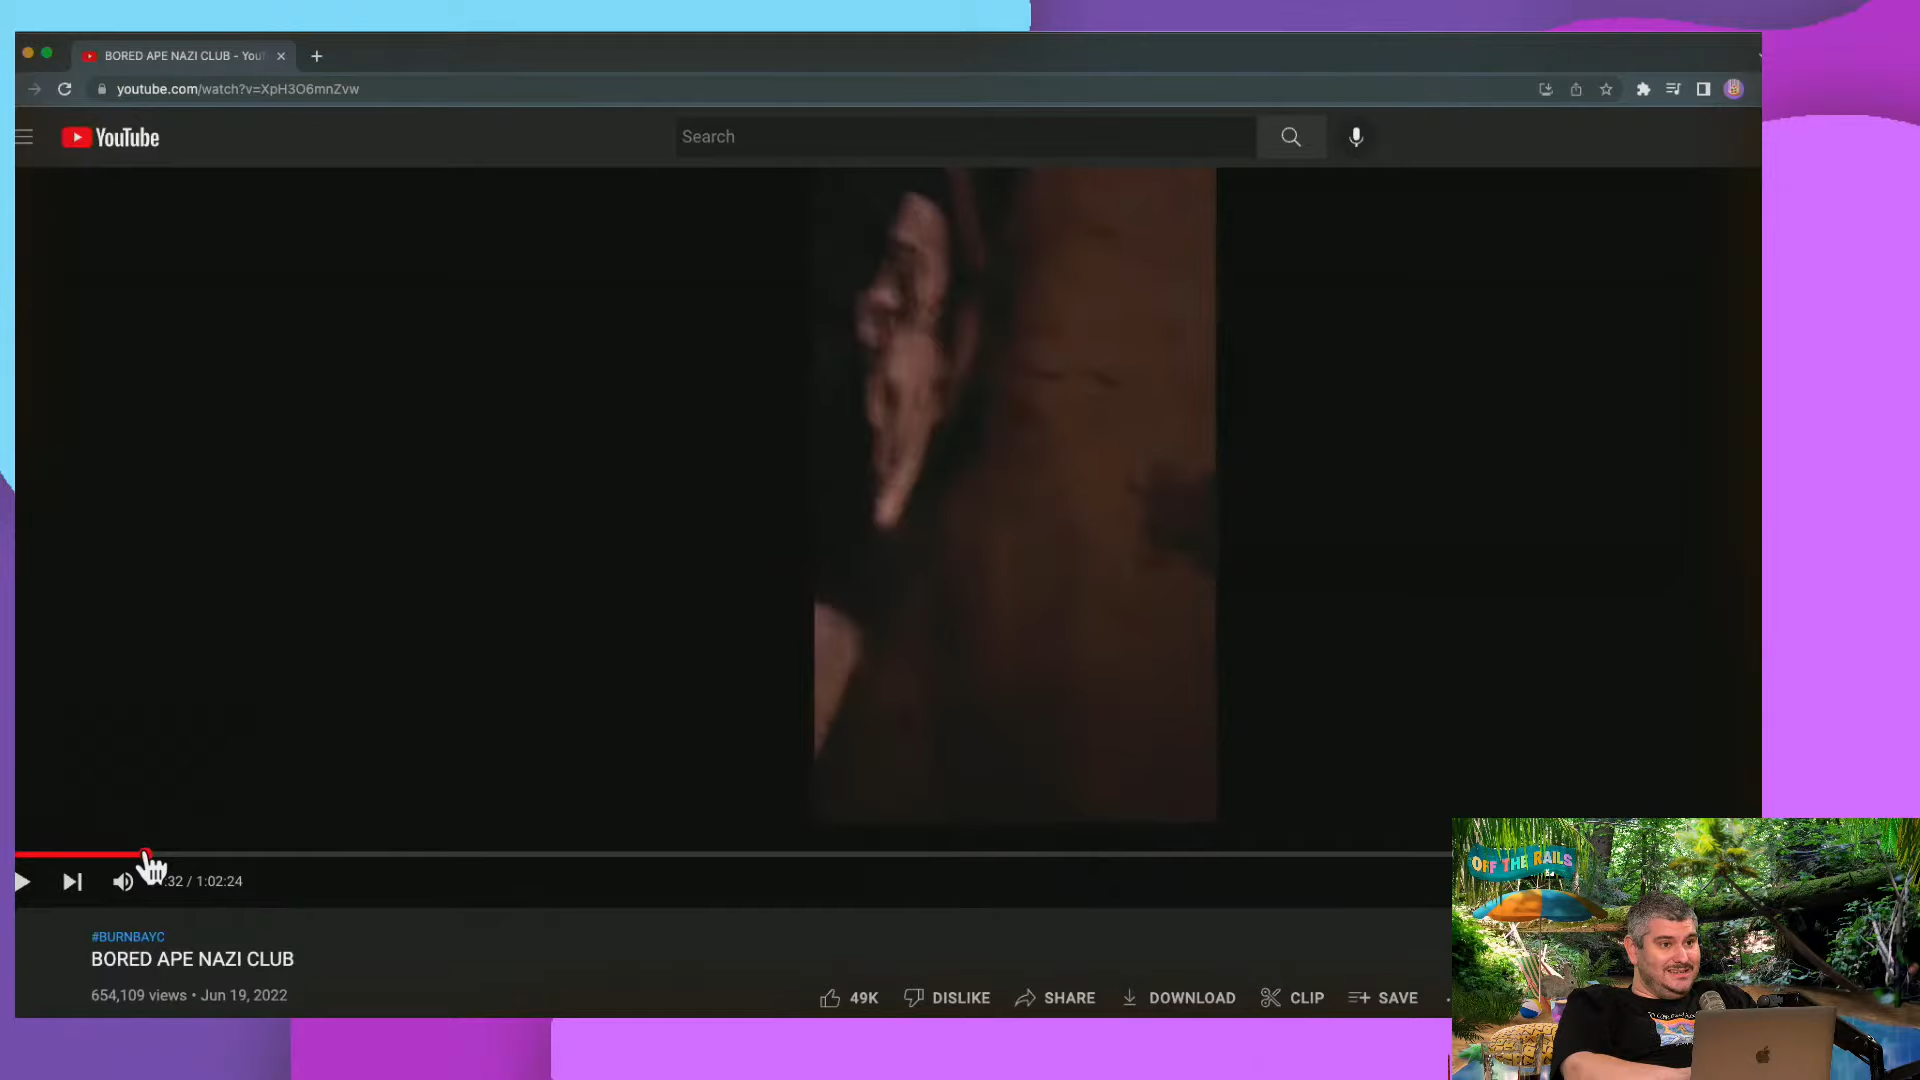 BORED APE NAZI CLUB - YouT
youtube.com/watch?v=XpH3O6mnZvw
YouTube
Search
:32 / 1:02:24
#BURNBAYC
BORED APE NAZI CLUB
654,109 views • Jun 19, 2022
49K
DISLIKE
SHARE
DOWNLOAD
CLIP
SAVE
OFF THE RAILS